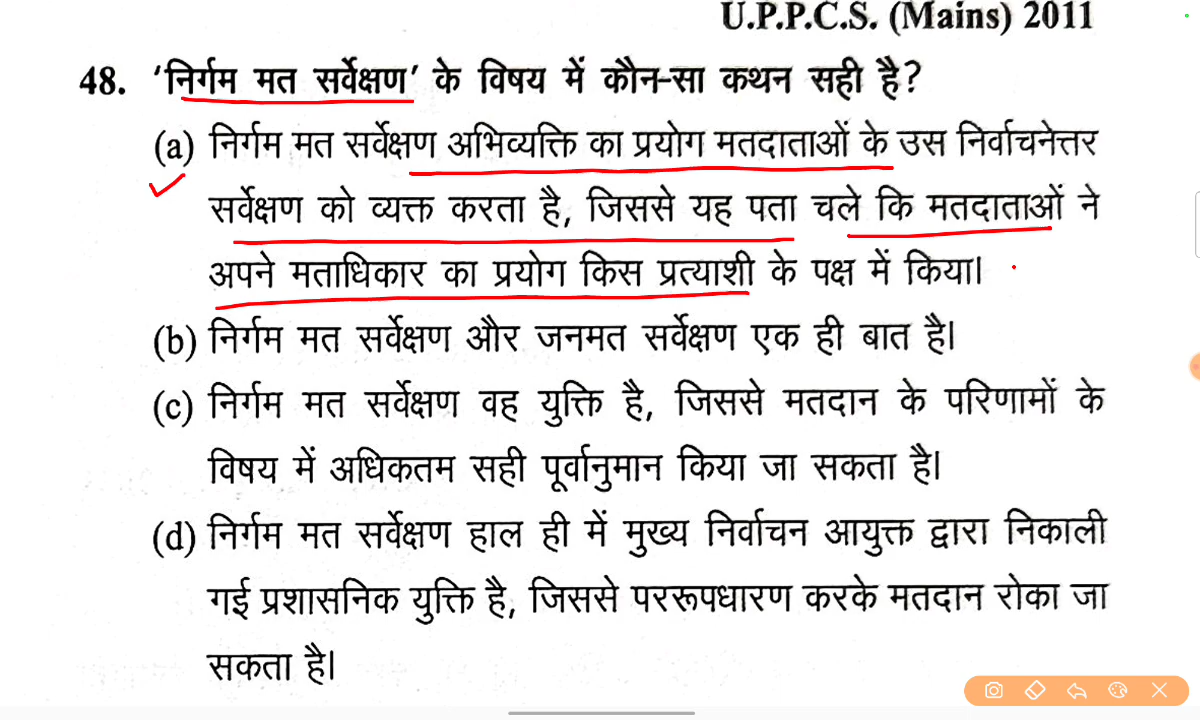 U.P.P.C.S. (Mains) 2011
48. 'निर्गम मत सर्वेक्षण' के विषय में कौन-सा कथन सही है?
(a) निर्गम मत सर्वेक्षण अभिव्यक्ति का प्रयोग मतदाताओं के उस निर्वाचनेत्तर
सर्वेक्षण को व्यक्त करता है, जिससे यह पता चले कि मतदाताओं ने
अपने मताधिकार का प्रयोग किस प्रत्याशी के पक्ष में किया।
(b) निर्गम मत सर्वेक्षण और जनमत सर्वेक्षण एक ही बात है।
(c) निर्गम मत सर्वेक्षण वह युक्ति है, जिससे मतदान के परिणामों के
विषय में अधिकतम सही पूर्वानुमान किया जा सकता है।
(d) निर्गम मत सर्वेक्षण हाल ही में मुख्य निर्वाचन आयुक्त द्वारा निकाली
गई प्रशासनिक युक्ति है, जिससे पररूपधारण करके मतदान रोका जा
सकता है।